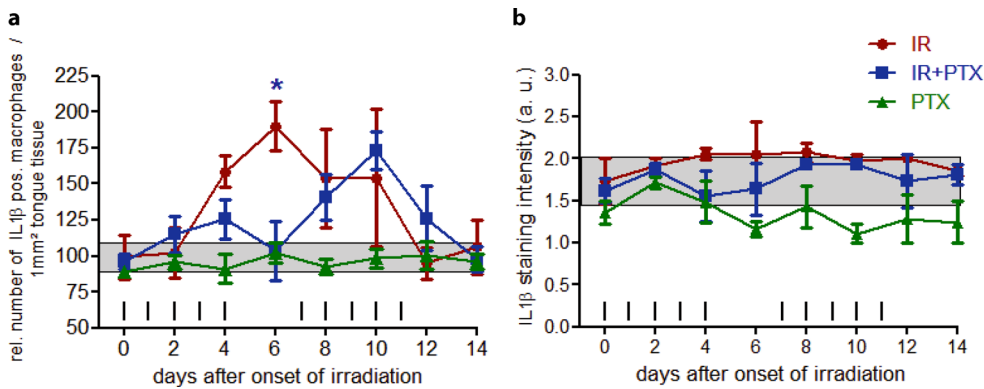 a
rel. number of IL1β pos. macrophages /
1mm² tongue tissue
225
200
175
150
125
100
75
50
*
0 2 4 6 8 10 12 14
days after onset of irradiation
b
IR
IR+PTX
PTX
IL1β staining intensity (a. u.)
3.0
2.5
2.0
1.5
1.0
0.5
0.0
0 2 4 6 8 10 12 14
days after onset of irradiation